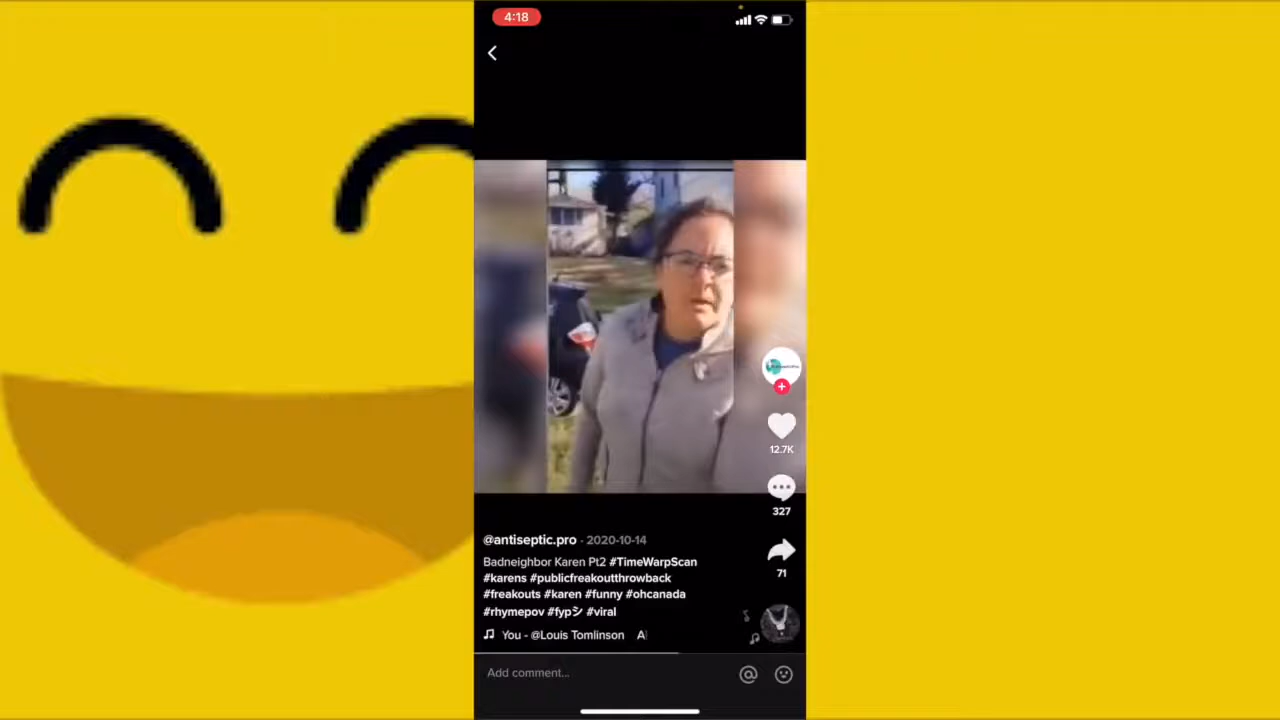 4:18
12.7K
327
@antiseptic.pro · 2020-10-14
71
Badneighbor Karen Pt2 #TimeWarpScan
#karens #publicfreakoutthrowback
#freakouts #karen #funny #ohcanada
#rhymepov #fypシ #viral
You - @Louis Tomlinson A
Add comment...